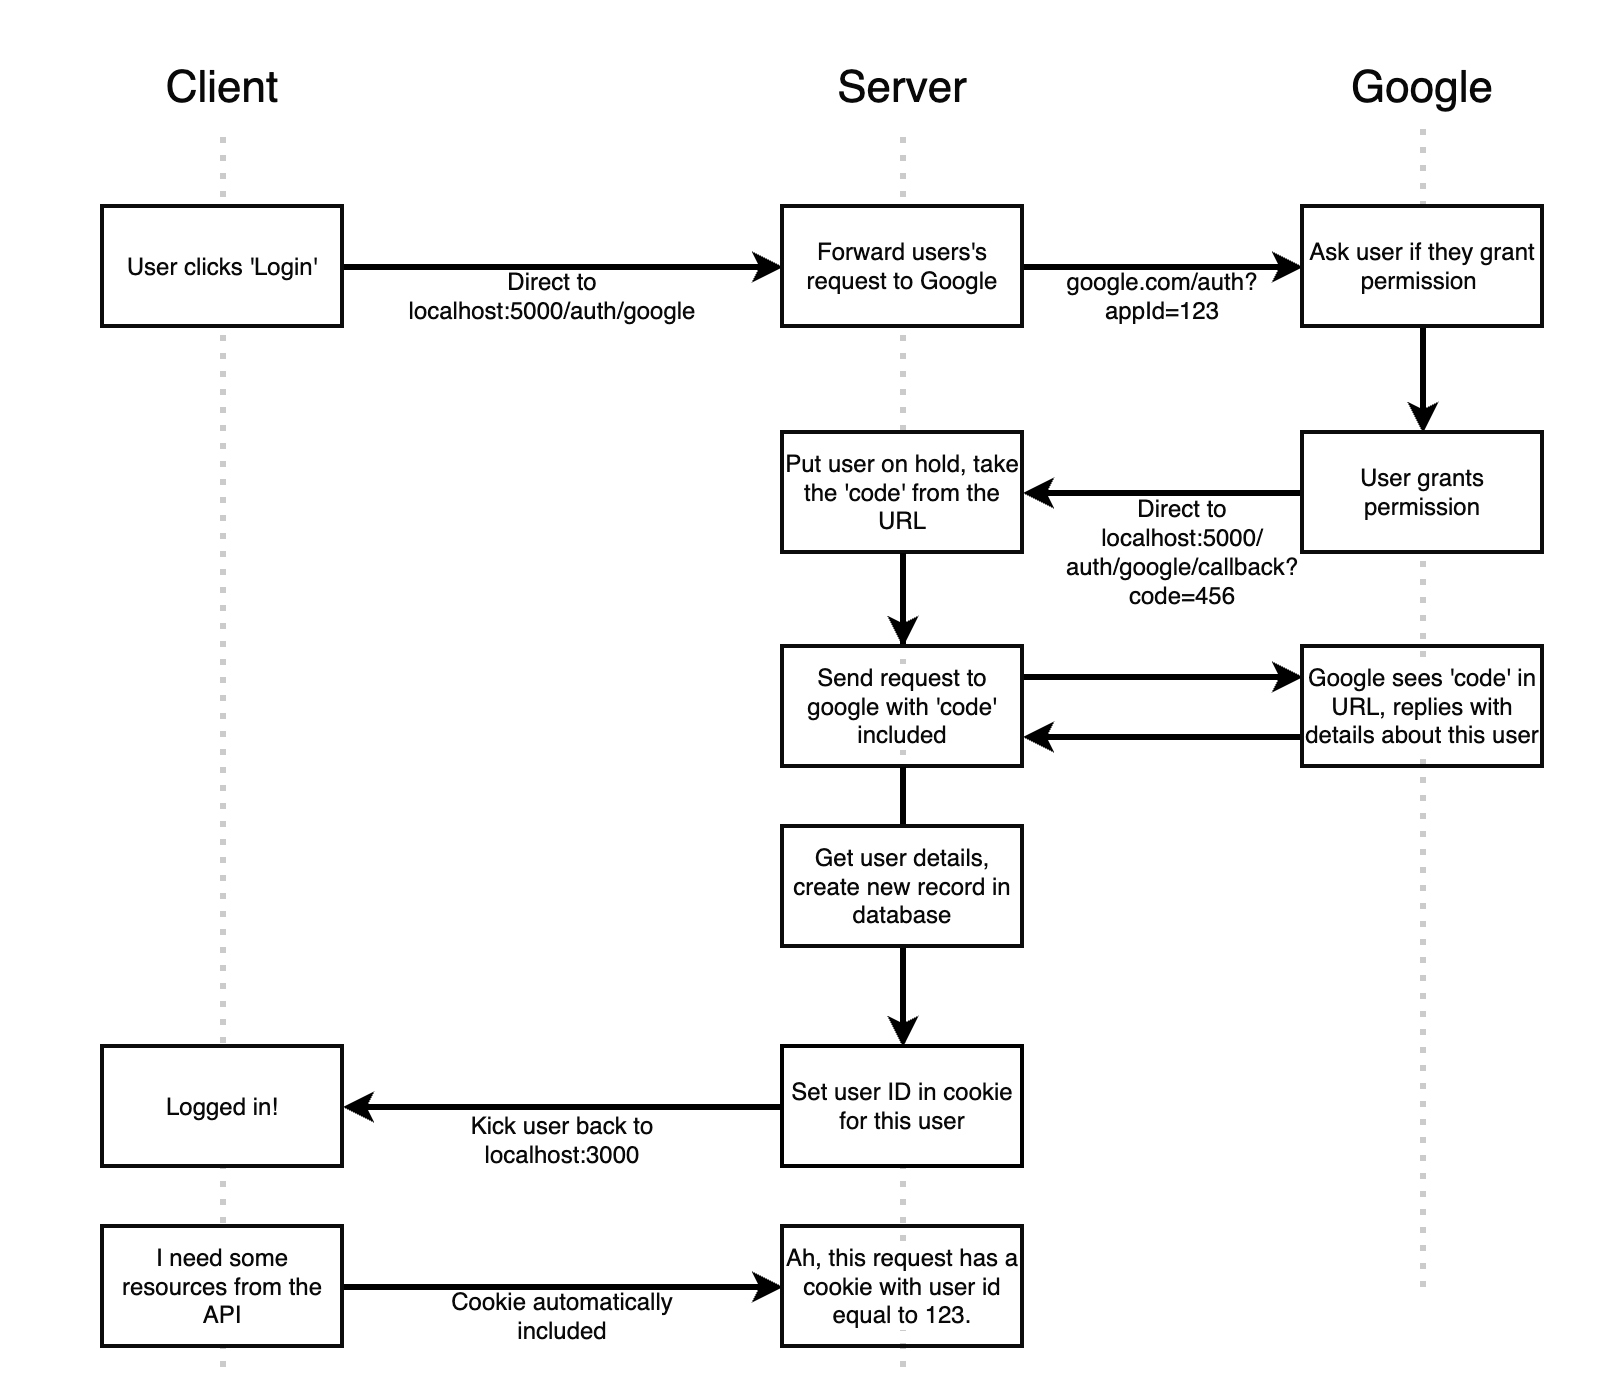 Client
Server
Google
User clicks 'Login'
Direct to
localhost:5000/auth/google
Forward users's
request to Google
google.com/auth?
appId=123
Ask user if they grant
permission
Put user on hold, take
the 'code' from the
URL
Direct to
localhost:5000/
auth/google/callback?
code=456
User grants
permission
Send request to
google with 'code'
included
Google sees 'code' in
URL, replies with
details about this user
Get user details,
create new record in
database
Logged in!
Kick user back to
localhost:3000
Set user ID in cookie
for this user
I need some
resources from the
API
Cookie automatically
included
Ah, this request has a
cookie with user id
equal to 123.